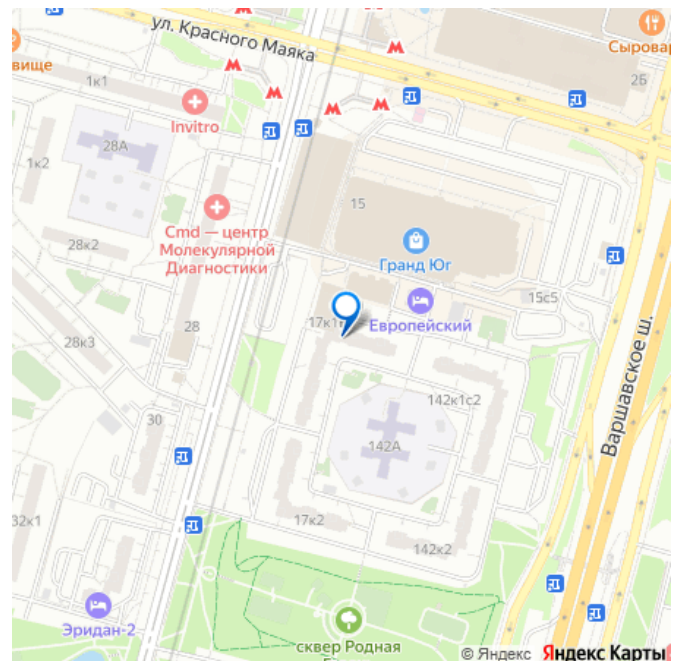 ул. Красного Маяка
Сырова
вище
1к1
2Б
Invitro
28А
1к2
15
Cmd — центр
Молекулярной
Диагностики
Гранд Юг
28к2
15с5
17к1
Европейский
28
28к3
Варшавское ш.
142к1с2
30
142А
32к1
17к2
142к2
Эридан-2
сквер Родная
© Яндекс Яндекс Карты